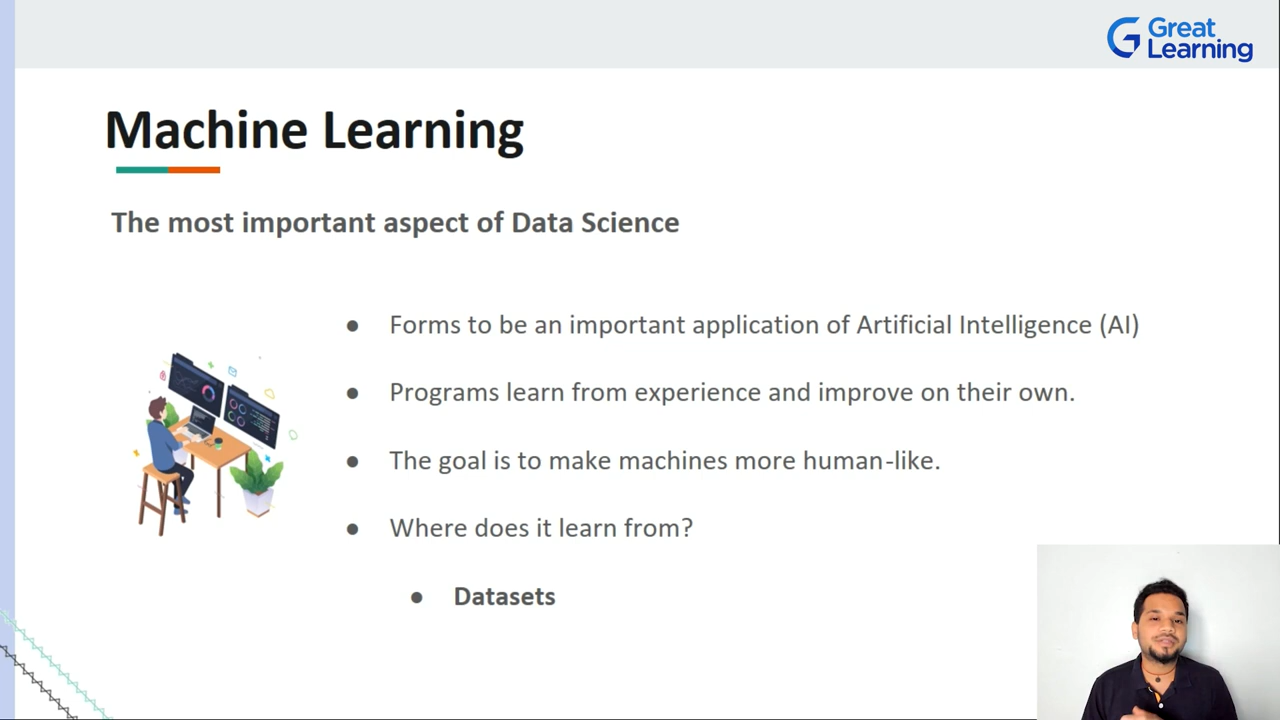 Great
Learning
Machine Learning
The most important aspect of Data Science
● Forms to be an important application of Artificial Intelligence (AI)
● Programs learn from experience and improve on their own.
● The goal is to make machines more human-like.
● Where does it learn from?
● Datasets